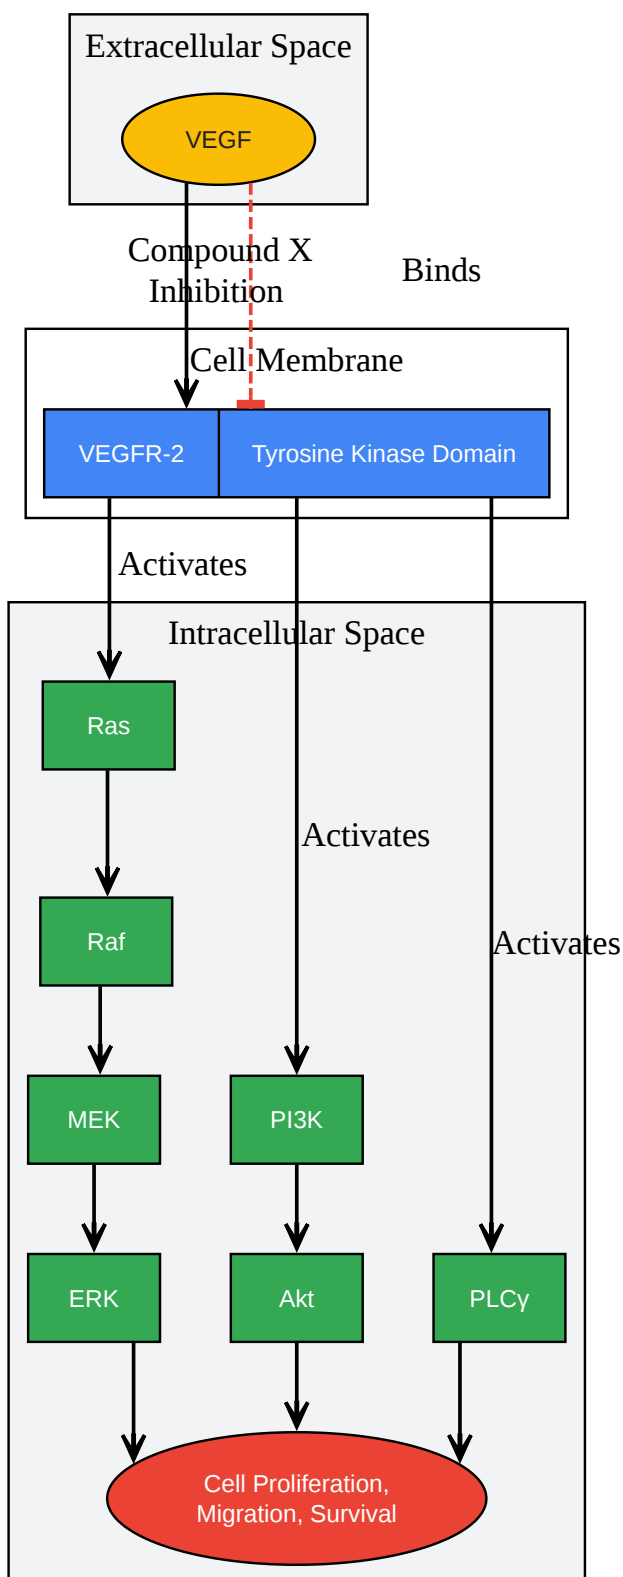 Extracellular Space
VEGF
Compound X
Inhibition
Binds
Cell Membrane
VEGFR-2
Tyrosine Kinase Domain
Activates
Intracellular Space
Ras
Activates
Raf
Activates
MEK
PI3K
ERK
Akt
PLCγ
Cell Proliferation,
Migration, Survival